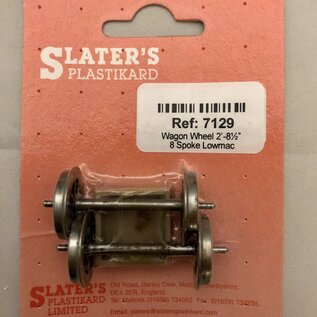 SLATER'S
PLASTIKARD
Ref: 7129
Wagon Wheel 2'-8½"
8 Spoke Lowmac
SLATER'S
PLASTIKARD
LIMITED
Old Road, Darley Dale, Matlock, Derbyshire,
DE4 2ER, England.
Tel: Matlock (01629) 734053 Fax: (01629)
Email: slaters@slatersplastikard.com